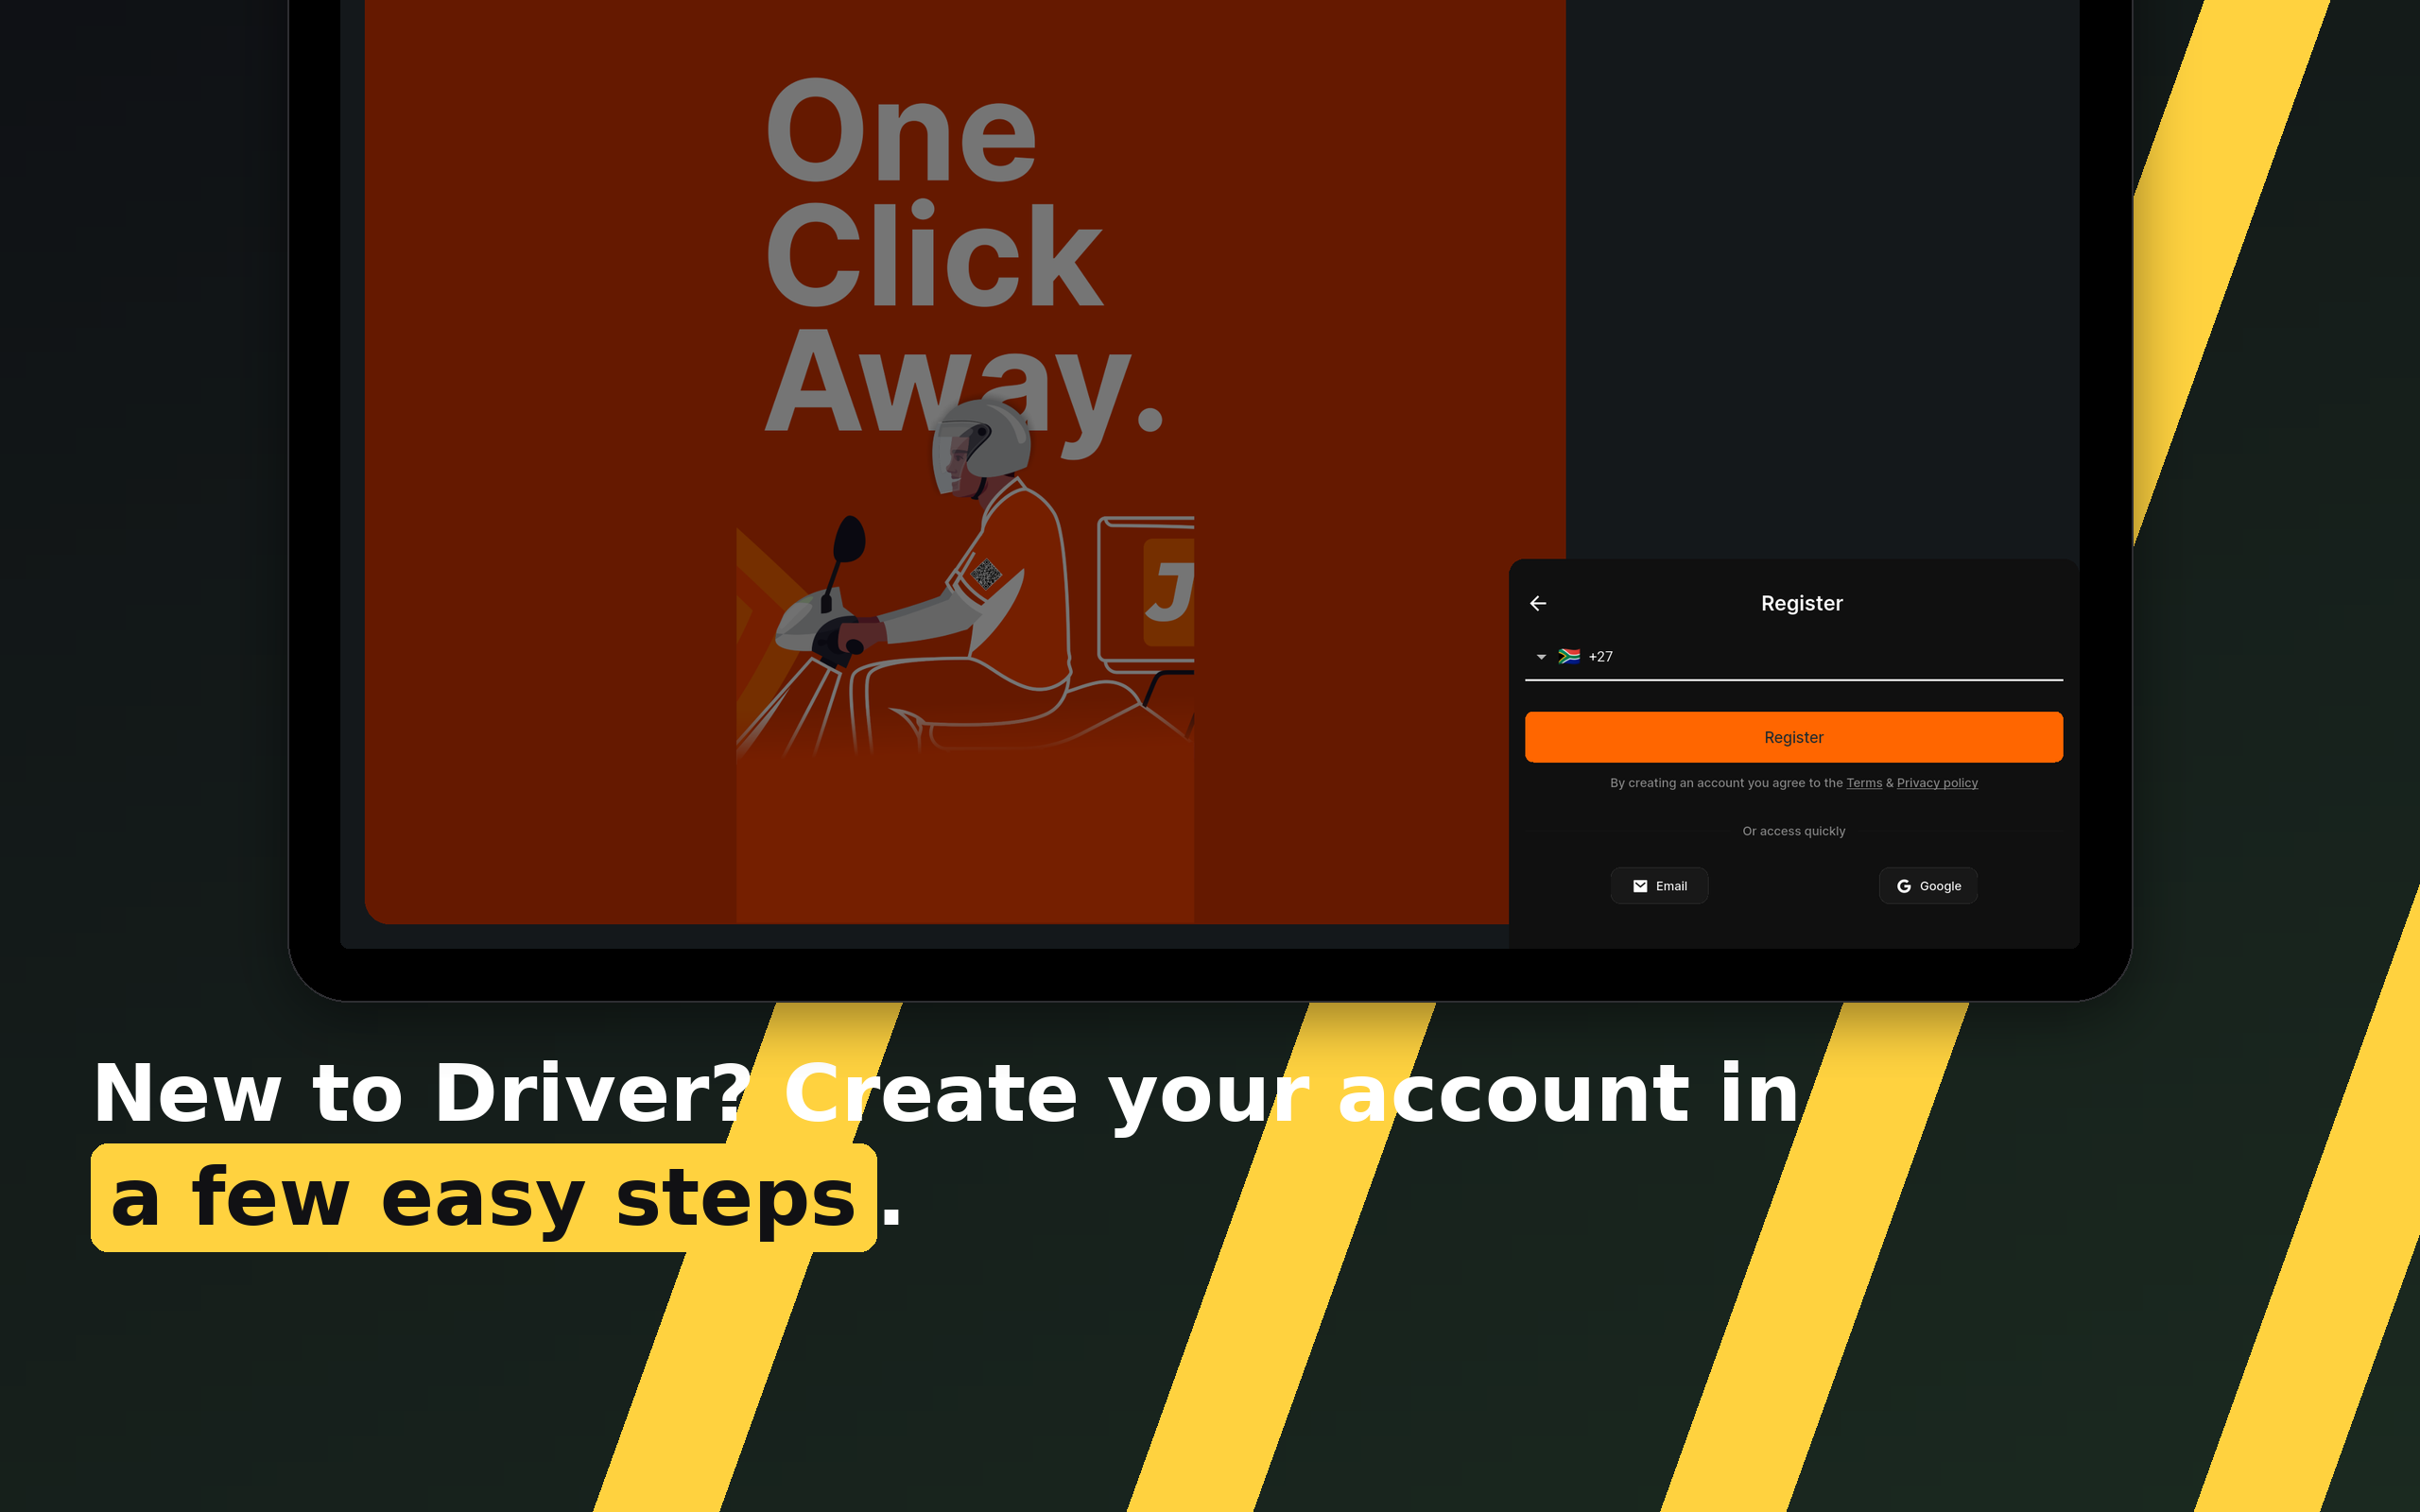 One
Click
Away.
J
Register
+27
Register
By creating an account you agree to the Terms & Privacy policy
Or access quickly
Email
Google
New to Driver? Create your account in
a few easy steps.